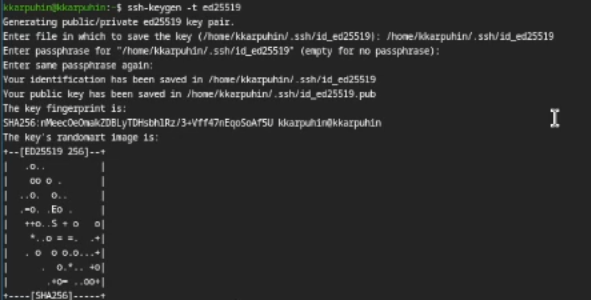 kkarpuhin@kkarpuhin:~$ ssh-keygen -t ed25519
Generating public/private ed25519 key pair.
Enter file in which to save the key (/home/kkarpuhin/.ssh/id_ed25519): /home/kkarpuhin/.ssh/id_ed25519
Enter passphrase for "/home/kkarpuhin/.ssh/id_ed25519" (empty for no passphrase):
Enter same passphrase again:
Your identification has been saved in /home/kkarpuhin/.ssh/id_ed25519
Your public key has been saved in /home/kkarpuhin/.ssh/id_ed25519.pub
The key fingerprint is:
SHA256:nMeecOeOmakZDBLyTDHsbhlRz/3+Vff47nEqoSoAf5U kkarpuhin@kkarpuhin
The key's randomart image is:
+--[ED25519 256]--+
|   .o..          |
|    oo o .       |
|  ..o.  o..      |
|  .=o. .Eo .     |
|   ++o..S + o   o|
|    *..o = =.  .+|
|   . o  o o.o...+|
|      .  o.*.. +o|
|       .+o= ..oo+|
+----[SHA256]-----+